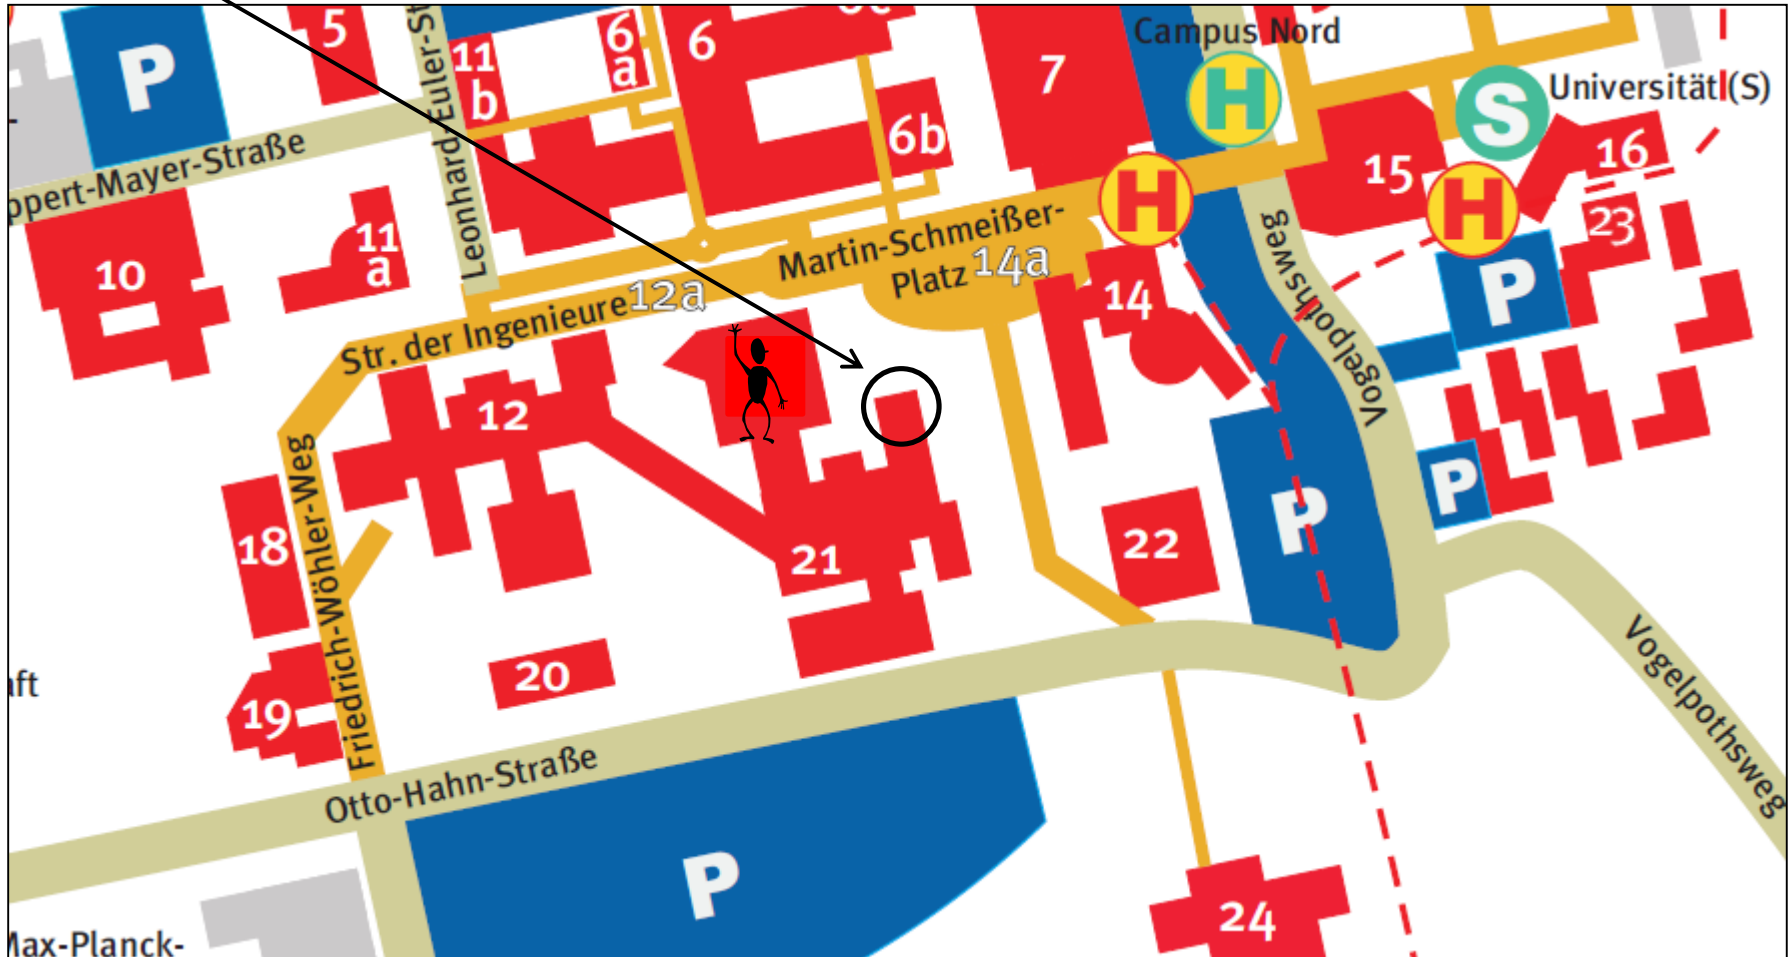 Campus Nord
Universität (S)
P
5
11
b
6
a
6
7
6b
H
S
H
H
15
16
23
ppert-Mayer-Straße
Leonhard-Euler-St
10
11
a
Martin-Schmeißer-
Platz
14a
14
12a
Str. der Ingenieure
Vogelpothsweg
P
12
18
Friedrich-Wöhler-Weg
21
22
P
P
20
19
aft
Otto-Hahn-Straße
Vogelpothsweg
P
24
Max-Planck-